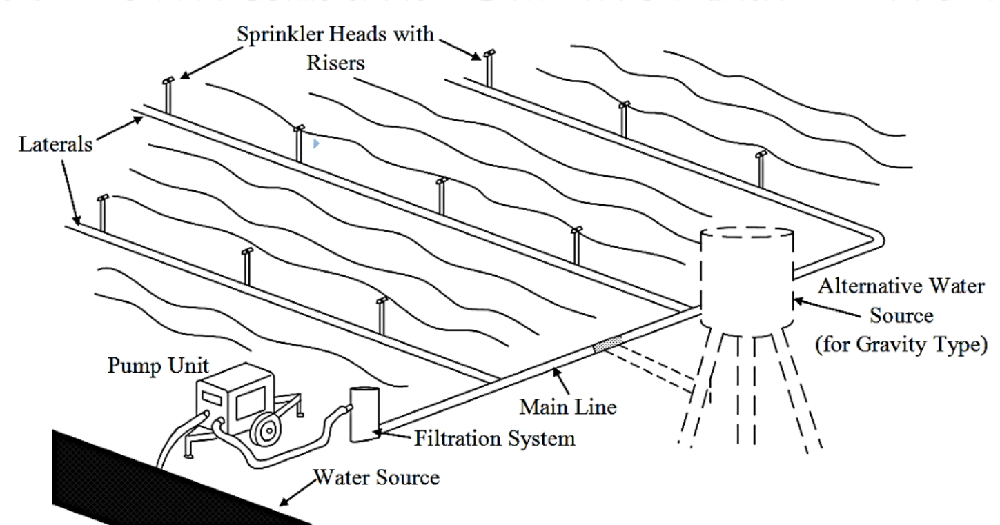 Sprinkler Heads with
Risers
Laterals
Alternative Water
Source
(for Gravity Type)
Pump Unit
Main Line
Filtration System
Water Source